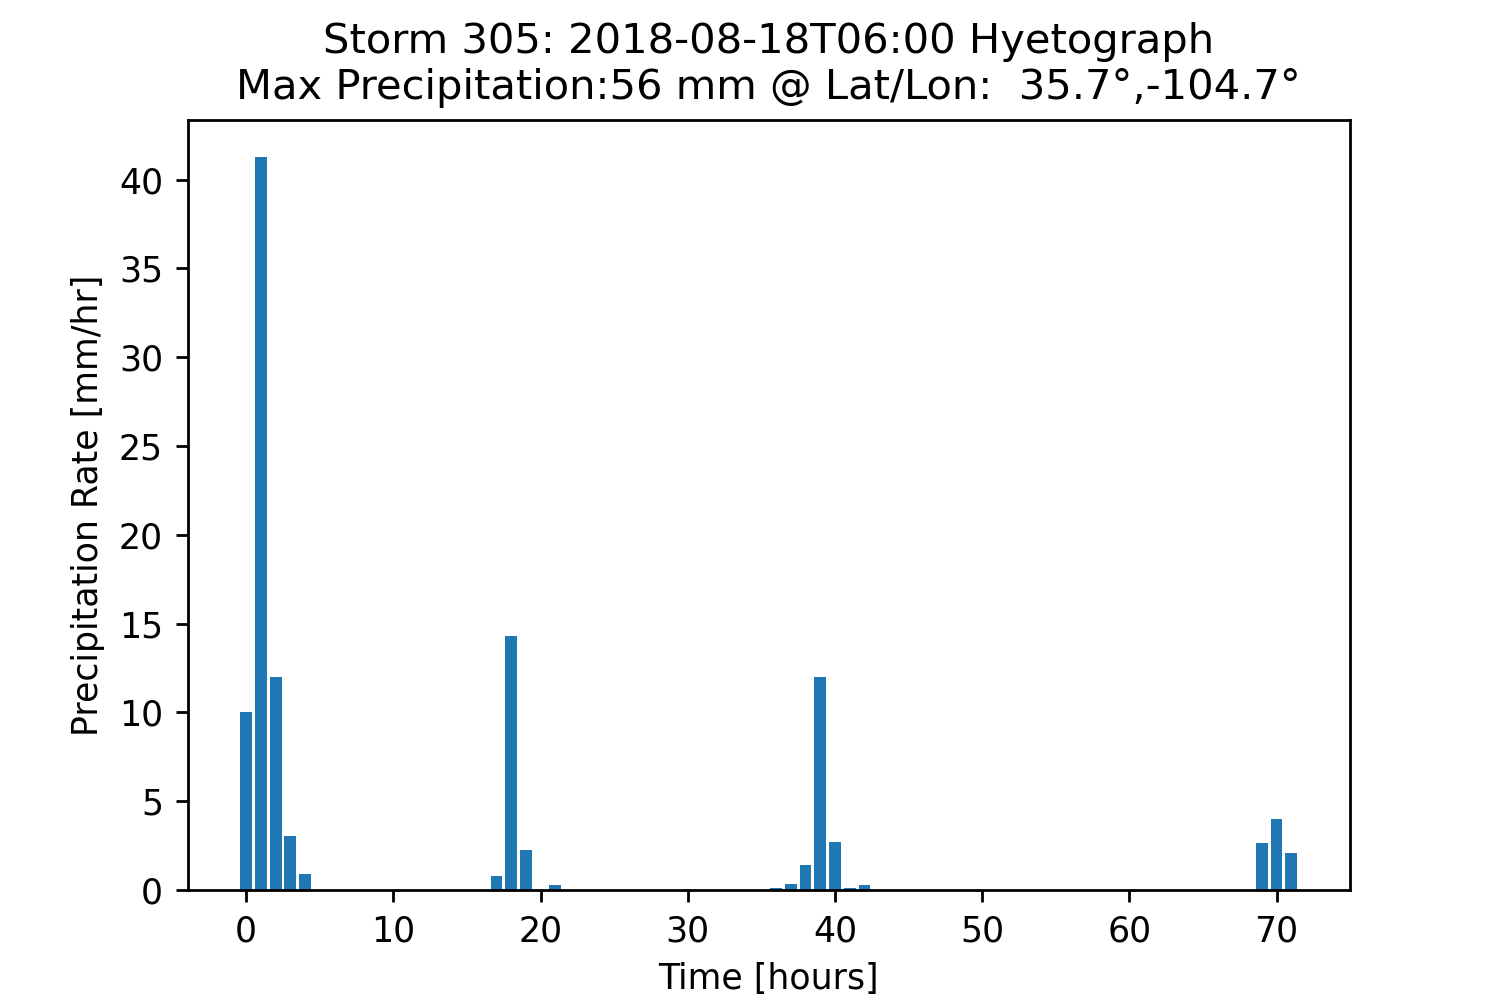 Storm 305: 2018-08-18T06:00 Hyetograph
Max Precipitation:56 mm @ Lat/Lon:  35.7°,-104.7°
Precipitation Rate [mm/hr]
40
35
30
25
20
15
10
5
0
0 10 20 30 40 50 60 70
Time [hours]